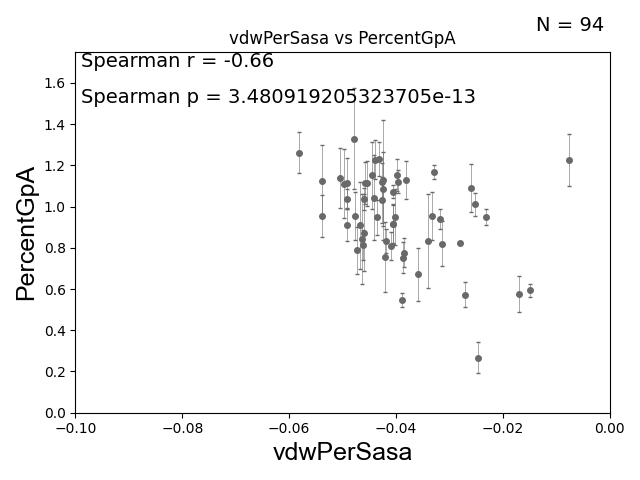 N = 94
vdwPerSasa vs PercentGpA
Spearman r = -0.66
Spearman p = 3.480919205323705e-13
PercentGpA
1.6
1.4
1.2
1.0
0.8
0.6
0.4
0.2
0.0
−0.10 −0.08 −0.06 −0.04 −0.02 0.00
vdwPerSasa